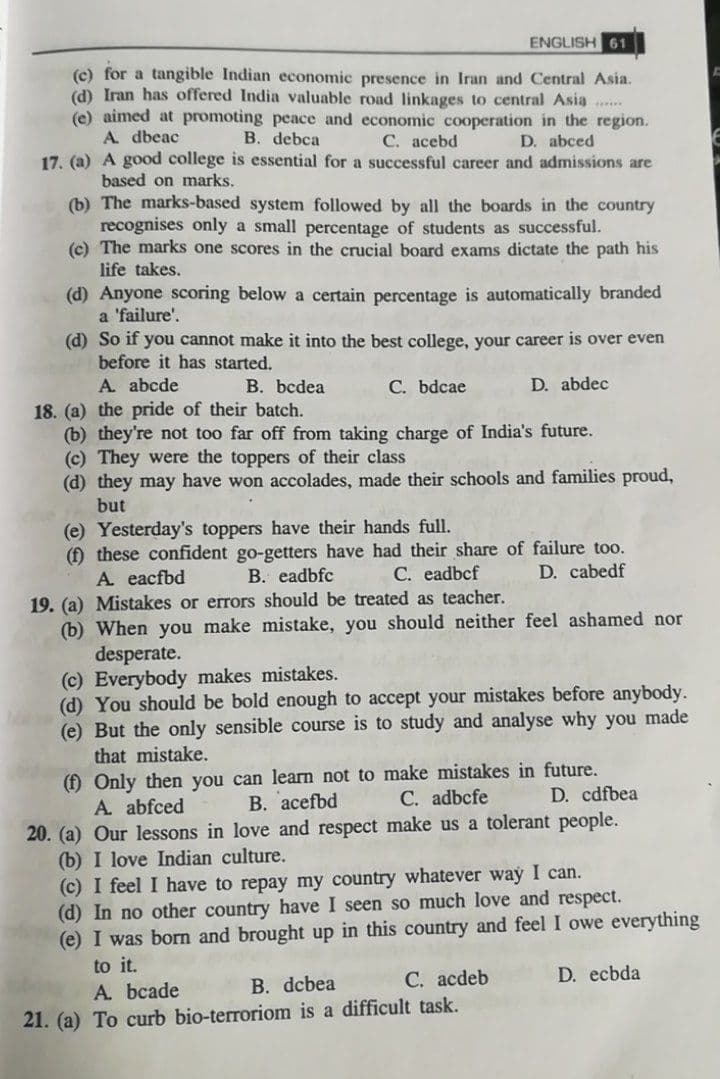 ENGLISH 61
(c) for a tangible Indian economic presence in Iran and Central Asia.
(d) Iran has offered India valuable road linkages to central Asia ......
(e) aimed at promoting peace and economic cooperation in the region.
A. dbeac B. debca C. acebd D. abced
17. (a) A good college is essential for a successful career and admissions are
based on marks.
(b) The marks-based system followed by all the boards in the country
recognises only a small percentage of students as successful.
(c) The marks one scores in the crucial board exams dictate the path his
life takes.
(d) Anyone scoring below a certain percentage is automatically branded
a 'failure'.
(d) So if you cannot make it into the best college, your career is over even
before it has started.
A. abcde B. bcdea C. bdcae D. abdec
18. (a) the pride of their batch.
(b) they're not too far off from taking charge of India's future.
(c) They were the toppers of their class
(d) they may have won accolades, made their schools and families proud,
but
(e) Yesterday's toppers have their hands full.
(f) these confident go-getters have had their share of failure too.
A. eacfbd B. eadbfc C. eadbcf D. cabedf
19. (a) Mistakes or errors should be treated as teacher.
(b) When you make mistake, you should neither feel ashamed nor
desperate.
(c) Everybody makes mistakes.
(d) You should be bold enough to accept your mistakes before anybody.
(e) But the only sensible course is to study and analyse why you made
that mistake.
(f) Only then you can learn not to make mistakes in future.
A. abfced B. acefbd C. adbcfe D. cdfbea
20. (a) Our lessons in love and respect make us a tolerant people.
(b) I love Indian culture.
(c) I feel I have to repay my country whatever way I can.
(d) In no other country have I seen so much love and respect.
(e) I was born and brought up in this country and feel I owe everything
to it.
A. bcade B. dcbea C. acdeb D. ecbda
21. (a) To curb bio-terroriom is a difficult task.